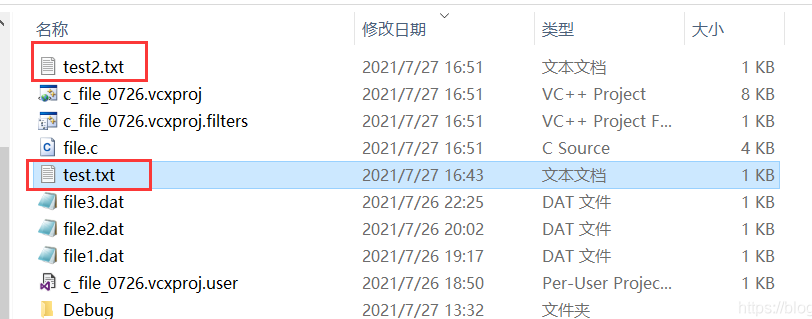 名称 修改日期 类型 大小
test2.txt 2021/7/27 16:51 文本文档 1 KB
c_file_0726.vcxproj 2021/7/27 16:51 VC++ Project 8 KB
c_file_0726.vcxproj.filters 2021/7/27 16:51 VC++ Project F... 1 KB
file.c 2021/7/27 16:51 C Source 4 KB
test.txt 2021/7/27 16:43 文本文档 1 KB
file3.dat 2021/7/26 22:25 DAT 文件 1 KB
file2.dat 2021/7/26 20:02 DAT 文件 1 KB
file1.dat 2021/7/26 19:17 DAT 文件 1 KB
c_file_0726.vcxproj.user 2021/7/26 18:50 Per-User Projec... 1 KB
Debug 2021/7/27 13:32 文件夹
https://blog